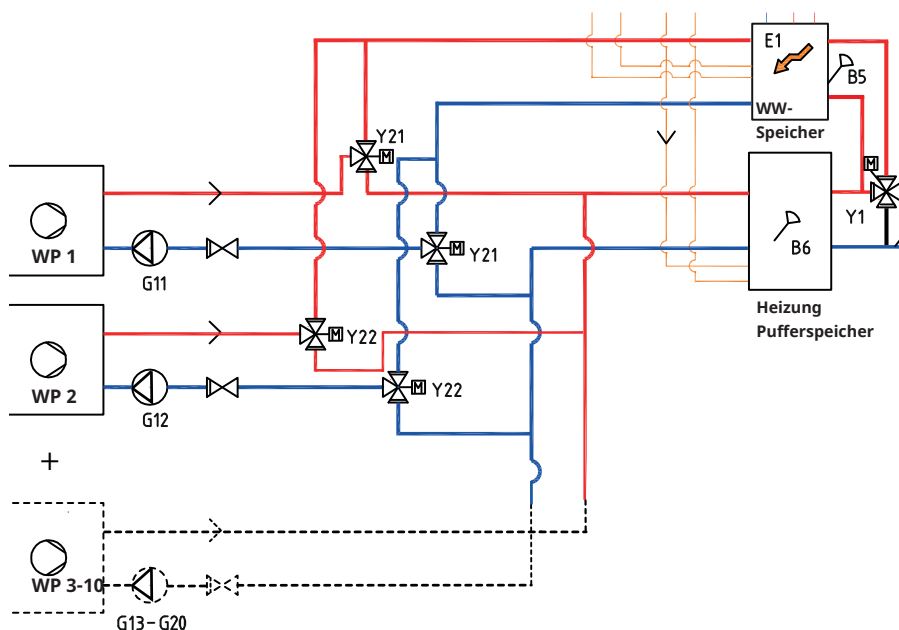 E1
B5
WW-
Speicher
Y21
M
M
WP 1
Y1
G11
M
Y21
B6
Heizung
Pufferspeicher
M
Y22
WP 2
M
Y22
G12
+
WP 3-10
G13-G20